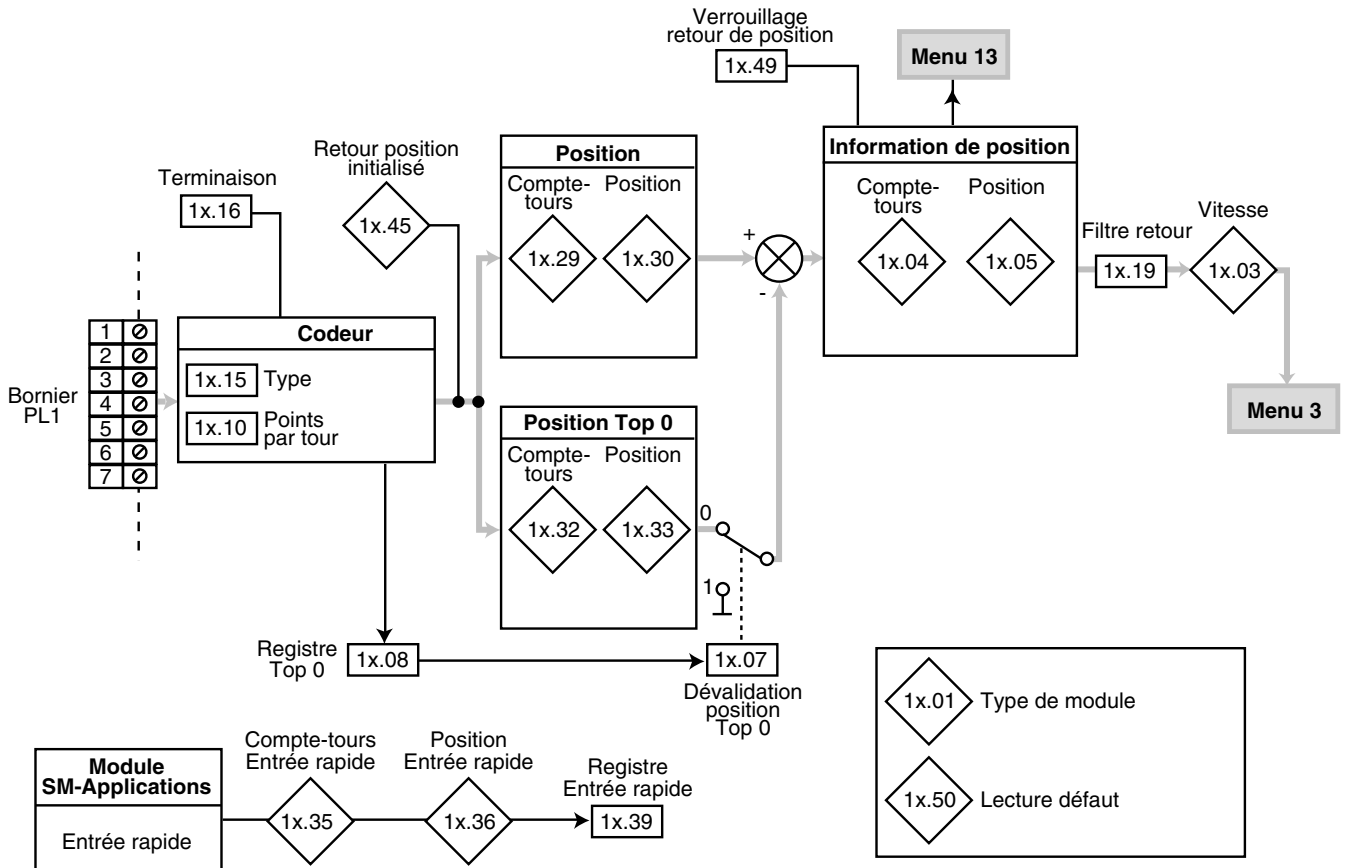 Verrouillage
retour de position
1x.49
Menu 13
Retour position
initialisé
1x.45
Terminaison
1x.16
Position
Compte-
tours
Position
1x.29
1x.30
+
-
Information de position
Compte-
tours
Position
1x.04
1x.05
Filtre retour
1x.19
Vitesse
1x.03
Menu 3
Bornier
PL1
1
2
3
4
5
6
7
Codeur
1x.15 Type
1x.10 Points
par tour
Position Top 0
Compte-
tours
Position
1x.32
1x.33
0
1
Registre
Top 0
1x.08
1x.07
Dévalidation
position
Top 0
1x.01 Type de module
1x.50 Lecture défaut
Module
SM-Applications
Entrée rapide
Compte-tours
Entrée rapide
1x.35
Position
Entrée rapide
1x.36
Registre
Entrée rapide
1x.39